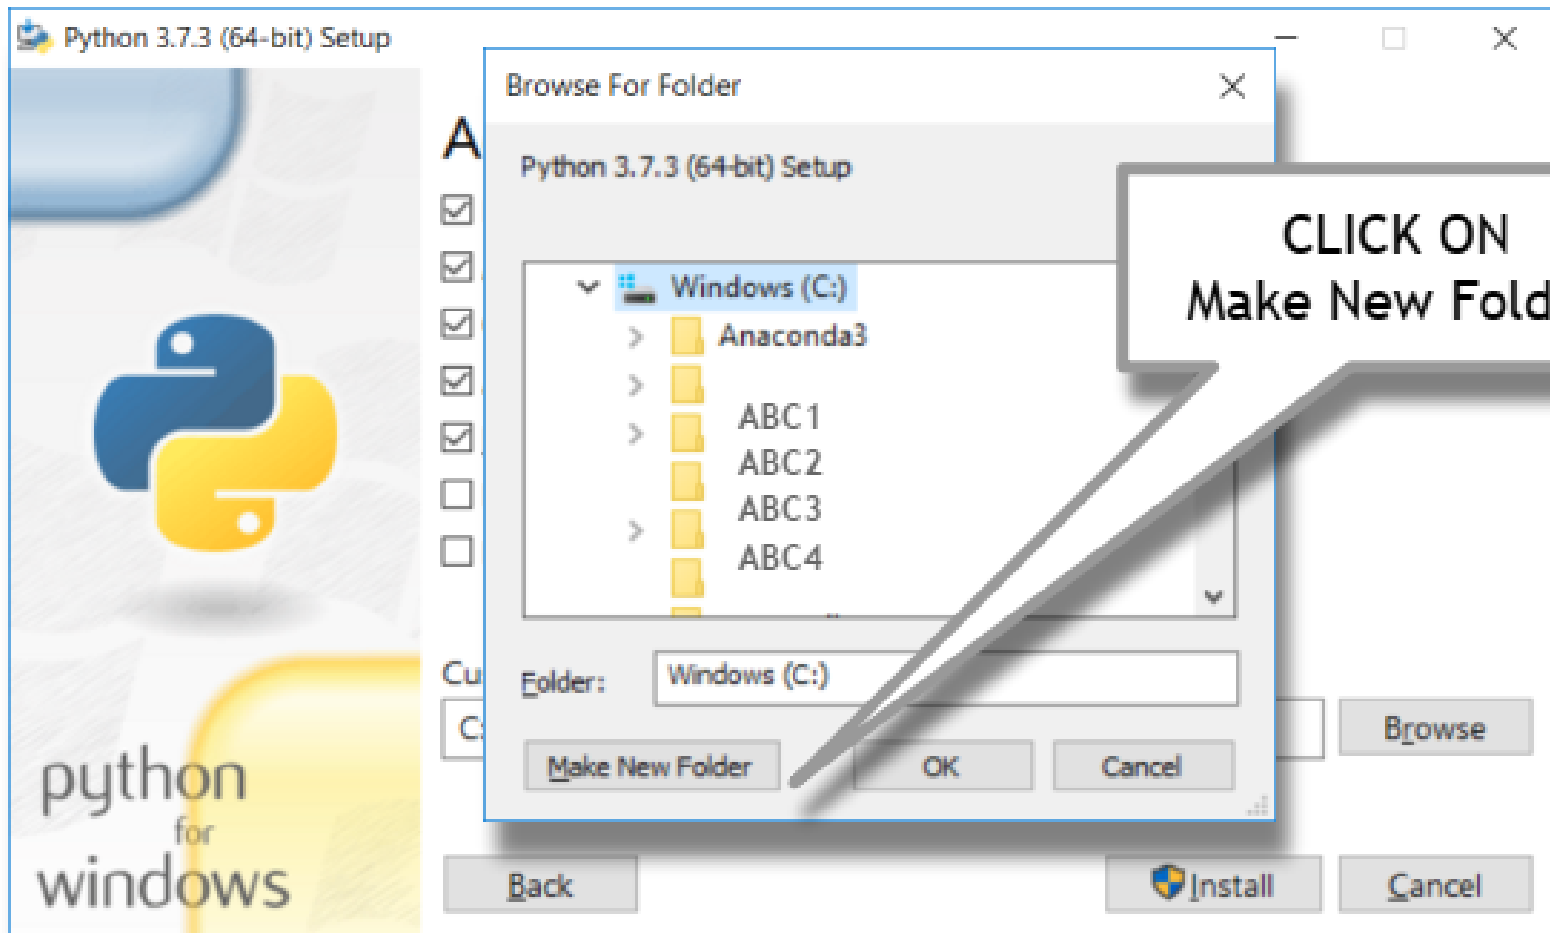 Python 3.7.3 (64-bit) Setup
Browse For Folder
A
Python 3.7.3 (64-bit) Setup
CLICK ON
Make New Fold
Windows (C:)
Anaconda3
ABC1
ABC2
ABC3
ABC4
Cu
Folder:
Windows (C:)
C:
Browse
Make New Folder
OK
Cancel
python
for
windows
Back
Install
Cancel